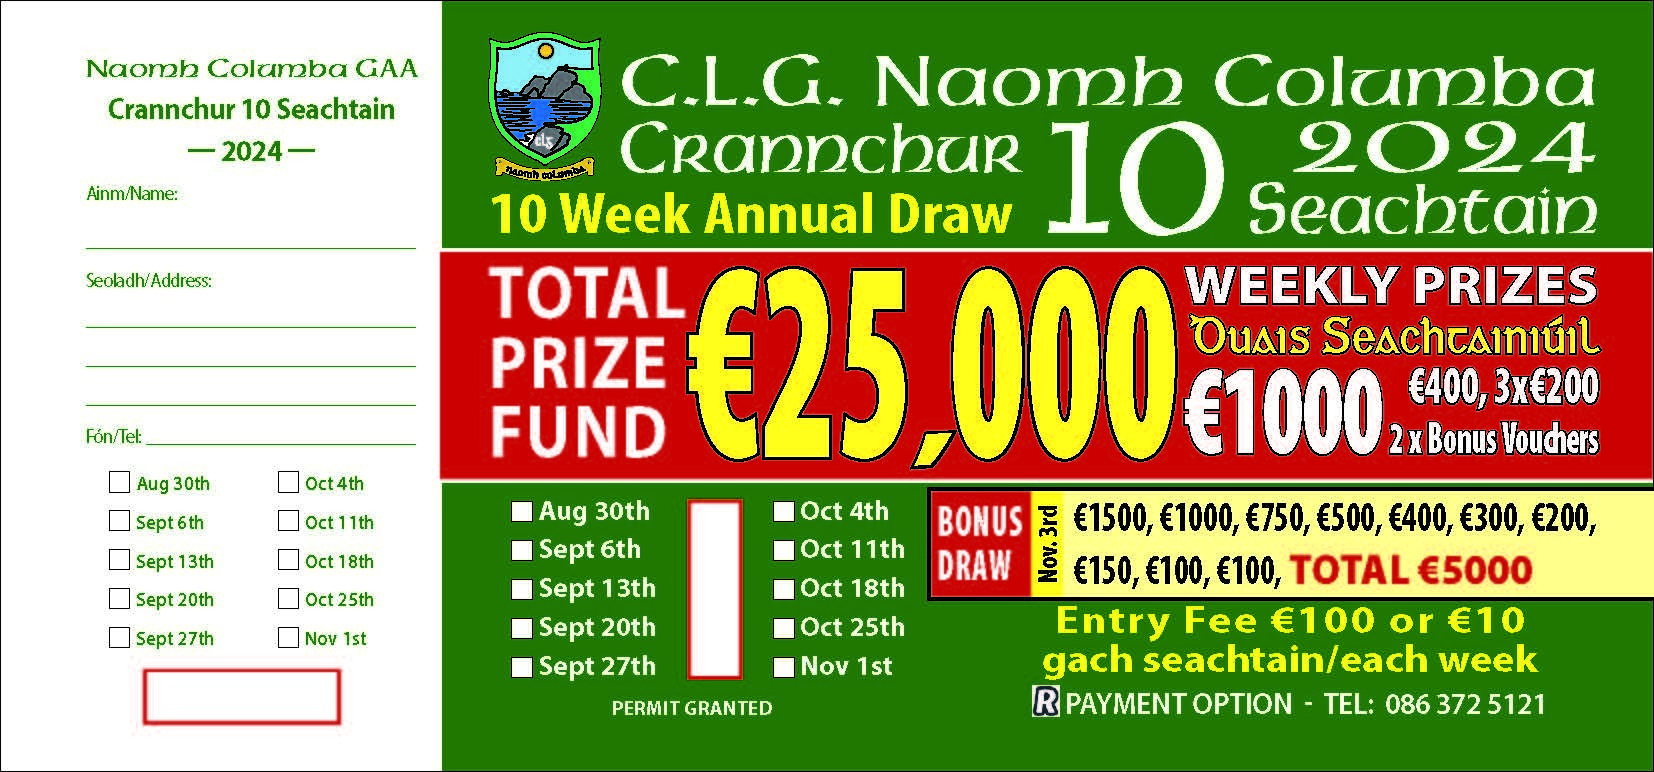 Naomh Columba GAA
Crannchur 10 Seachtain
— 2024 —
Ainm/Name:
Seoladh/Address:
Fón/Tel:
Aug 30th
Oct 4th
Sept 6th
Oct 11th
Sept 13th
Oct 18th
Sept 20th
Oct 25th
Sept 27th
Nov 1st
clg
naomh columba
C.L.G. Naomh Columba
Crannchur 10 2024
Seachtain
10 Week Annual Draw
TOTAL
PRIZE
FUND
€25,000
WEEKLY PRIZES
Duais Seachtainiúil
€1000
€400, 3x€200
2 x Bonus Vouchers
Aug 30th
Oct 4th
Sept 6th
Oct 11th
Sept 13th
Oct 18th
Sept 20th
Oct 25th
Sept 27th
Nov 1st
PERMIT GRANTED
BONUS
DRAW
Nov. 3rd
€1500, €1000, €750, €500, €400, €300, €200,
€150, €100, €100, TOTAL €5000
Entry Fee €100 or €10
gach seachtain/each week
R PAYMENT OPTION - TEL: 086 372 5121